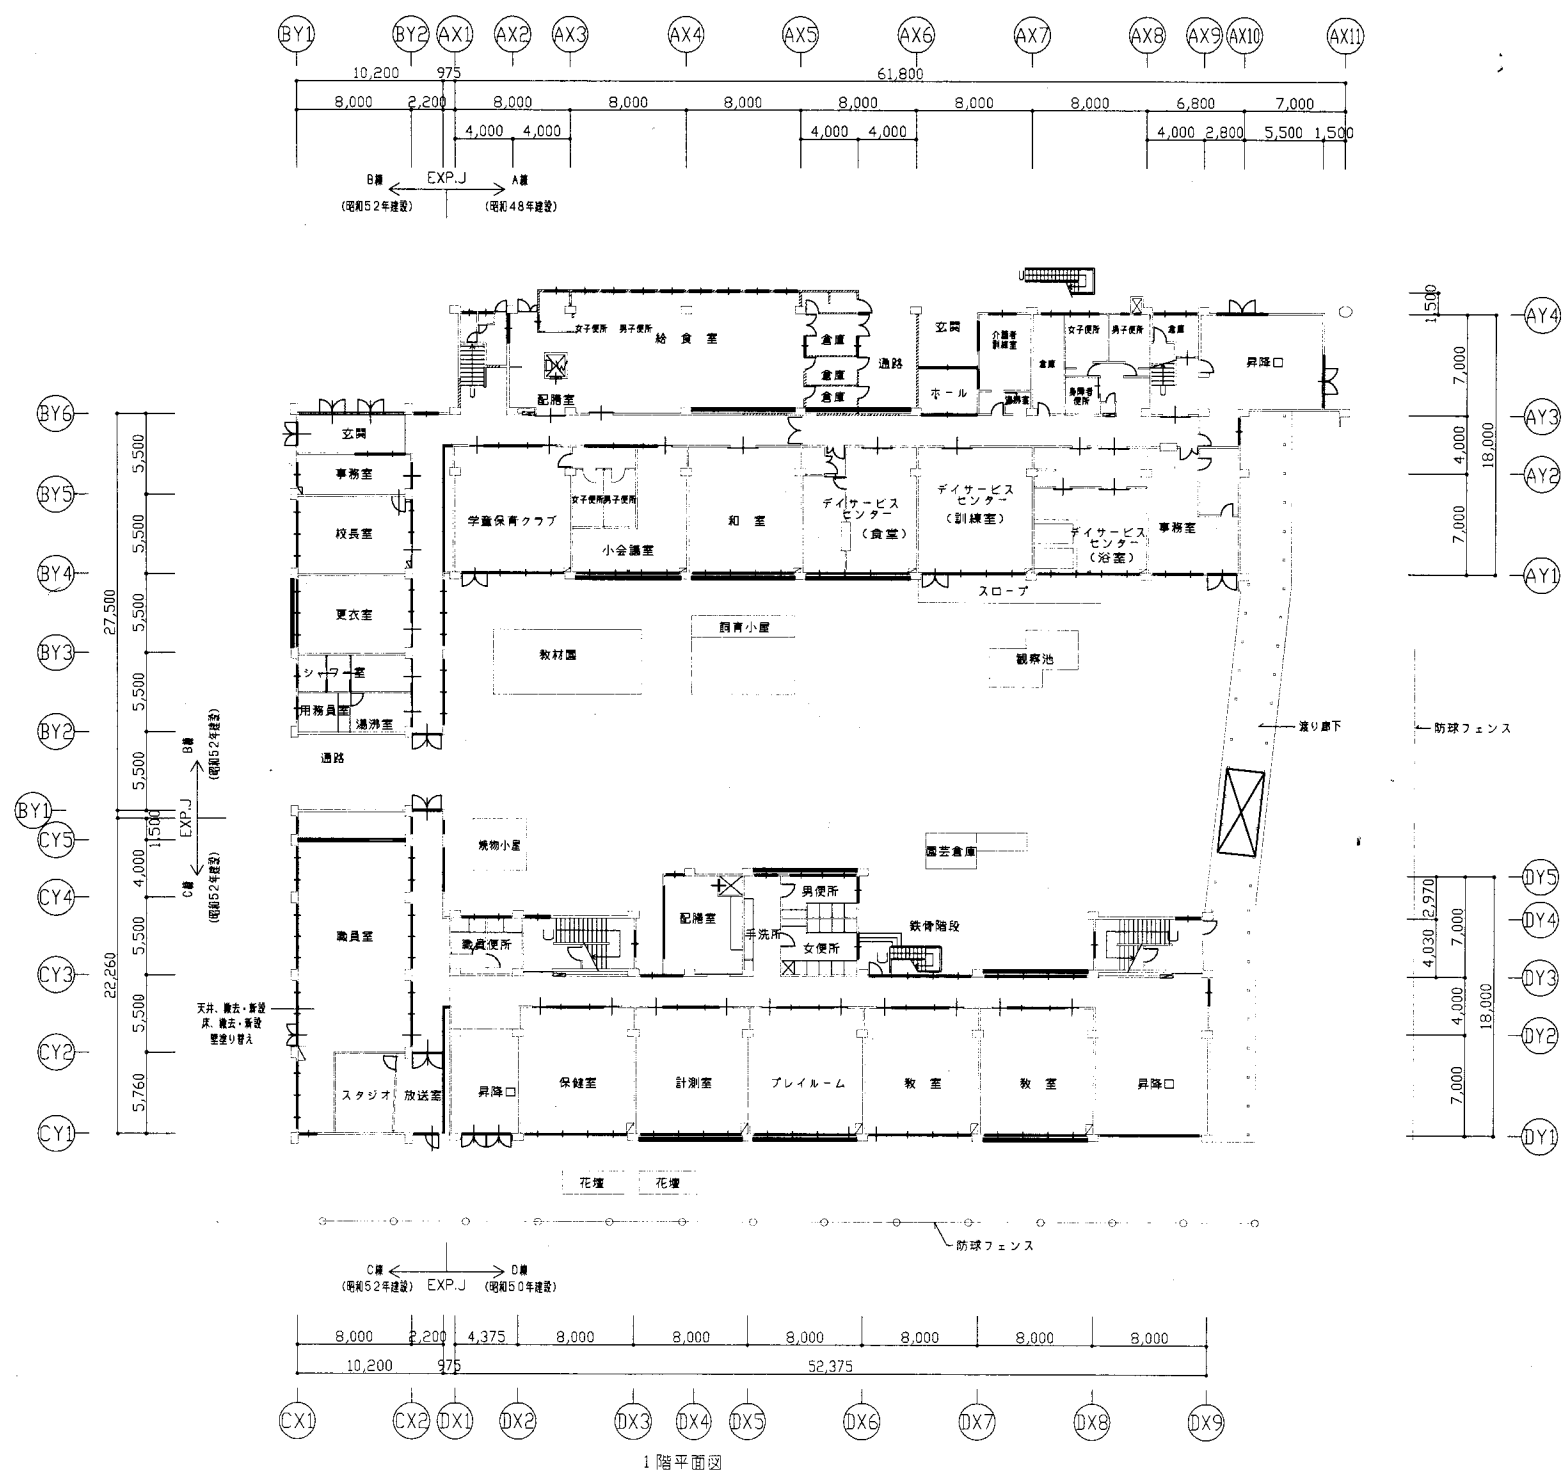 BY1 BY2 AX1 AX2 AX3 AX4 AX5 AX6 AX7 AX8 AX9 AX10 AX11
10,200 975 61,800
8,000 2,200 8,000 8,000 8,000 8,000 8,000 8,000 6,800 7,000
4,000 4,000 4,000 4,000 4,000 2,800 5,500 1,500
B棟 EXP.J A棟
(昭和52年建設) (昭和48年建設)
AY4
1,500
7,000
AY3
4,000
18,000
AY2
7,000
AY1
女子便所 男子便所
給食室
配膳室
倉庫
倉庫
倉庫
通路
玄関
ホール
介護者
訓練室
湯沸室
倉庫
女子便所
男子便所
身障者
便所
倉庫
昇降口
学童保育クラブ
女子便所
男子便所
小会議室
和室
デイサービス
センター
(食堂)
デイサービス
センター
(訓練室)
デイサービス
センター
(浴室)
事務室
スロープ
BY6
5,500
BY5
5,500
BY4
27,500
5,500
BY3
5,500
BY2
5,500
BY1
玄関
事務室
校長室
更衣室
シャワー室
用務員室
湯沸室
通路
B棟
(昭和52年建設)
EXP.J
C棟
(昭和52年建設)
教材園
飼育小屋
観察池
渡り廊下
防球フェンス
焼物小屋
園芸倉庫
1,500
CY5
4,000
CY4
5,500
CY3
22,260
5,500
CY2
5,760
CY1
職員室
天井、撤去・新設
床、撤去・新設
壁塗り替え
スタジオ
放送室
職員便所
配膳室
手洗所
男便所
女便所
鉄骨階段
昇降口
保健室
計測室
プレイルーム
教室
教室
昇降口
DY5
2,970
DY4
4,030
7,000
DY3
4,000
18,000
DY2
7,000
DY1
花壇
花壇
防球フェンス
C棟 EXP.J D棟
(昭和52年建設) (昭和50年建設)
8,000 2,200 4,375 8,000 8,000 8,000 8,000 8,000 8,000
10,200 975 52,375
CX1 CX2 DX1 DX2 DX3 DX4 DX5 DX6 DX7 DX8 DX9
1階平面図